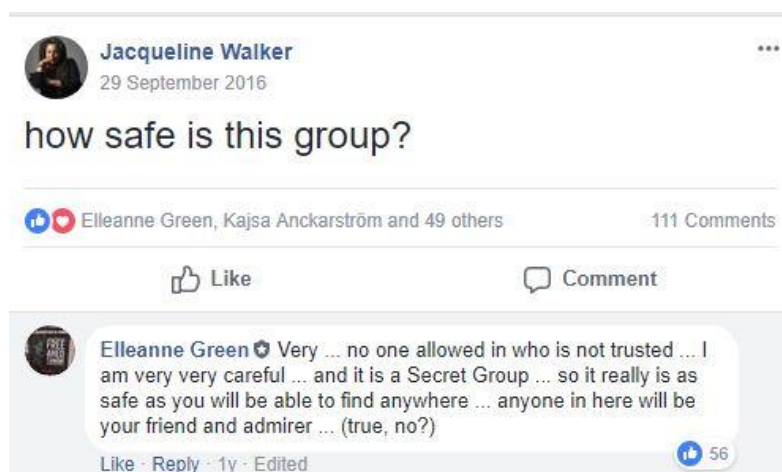 Jacqueline Walker
29 September 2016
how safe is this group?
Elleanne Green, Kajsa Anckarström and 49 others 111 Comments
Like Comment
Elleanne Green Very ... no one allowed in who is not trusted ... I
am very very careful ... and it is a Secret Group ... so it really is as
safe as you will be able to find anywhere ... anyone in here will be
your friend and admirer ... (true, no?)
56
Like · Reply · 1y · Edited